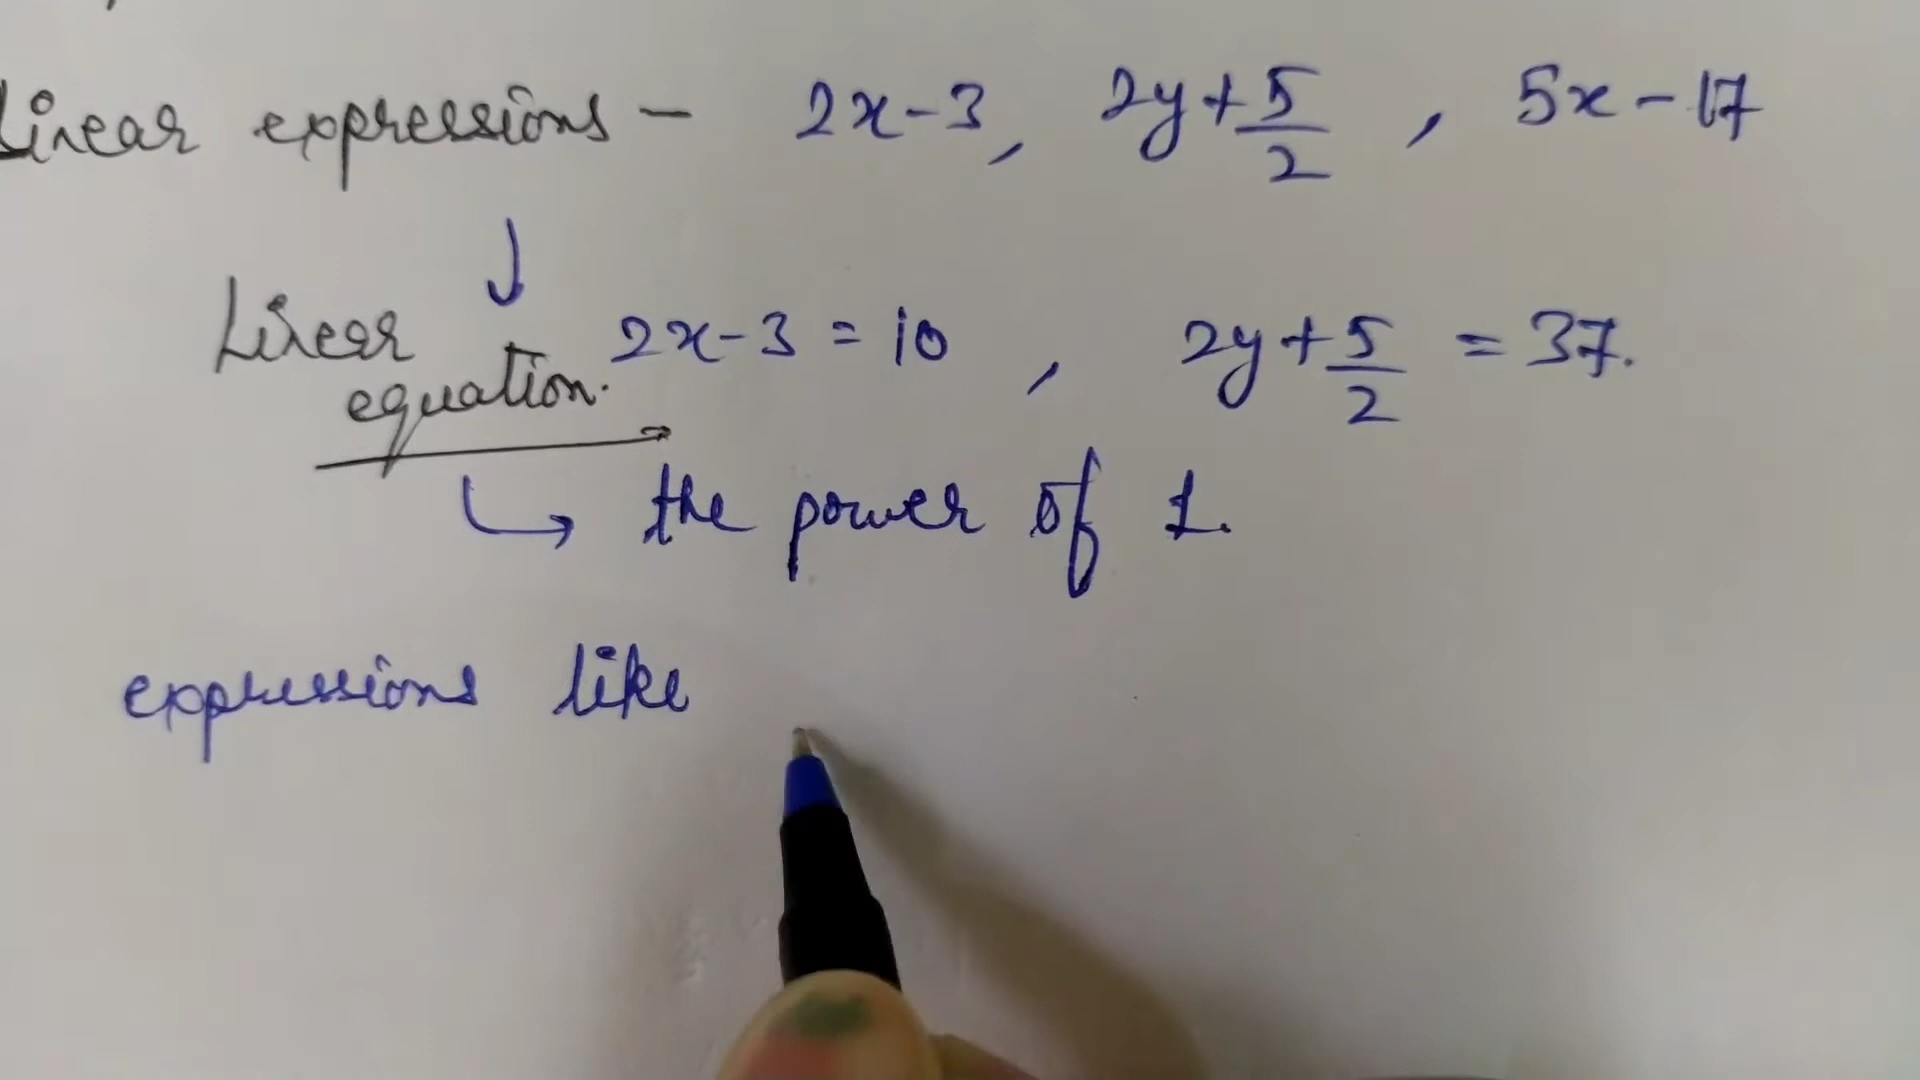 Linear expressions - 2x-3, 2y+5/2, 5x-17
Linear equation. 2x-3 = 10, 2y+5/2 = 37.
the power of 1.
expressions like